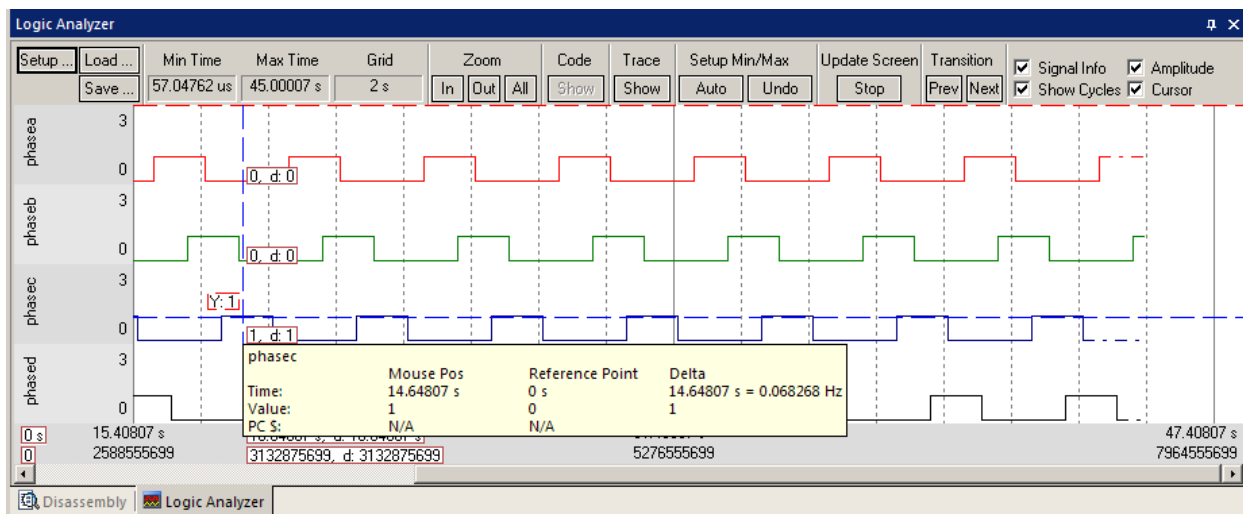 Logic Analyzer
Setup ... Load ... Min Time Max Time Grid Zoom Code Trace Setup Min/Max Update Screen Transition Signal Info Amplitude
Save ... 57.04762 us 45.00007 s 2 s In Out All Show Show Auto Undo Stop Prev Next Show Cycles Cursor
phasea
3
0
0, d: 0
phaseb
3
0
0, d: 0
phasec
3
0
Y: 1
1, d: 1
phased
3
0
phasec
Mouse Pos Reference Point Delta
Time: 14.64807 s 0 s 14.64807 s = 0.068268 Hz
Value: 1 0 1
PC $: N/A N/A
0 s 15.40807 s 47.40807 s
0 2588555699 3132875699, d: 3132875699 5276555699 7964555699
Disassembly Logic Analyzer